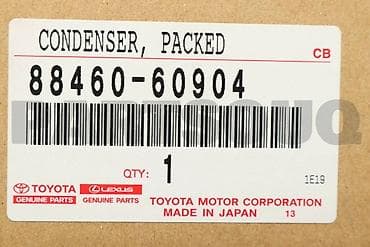 CONDENSER, PACKED
CB
88460-60904
PARTSOUQ
QTY: 1
1E19
TOYOTA LEXUS
GENUINE PARTS GENUINE PARTS
TOYOTA MOTOR CORPORATION
MADE IN JAPAN 13